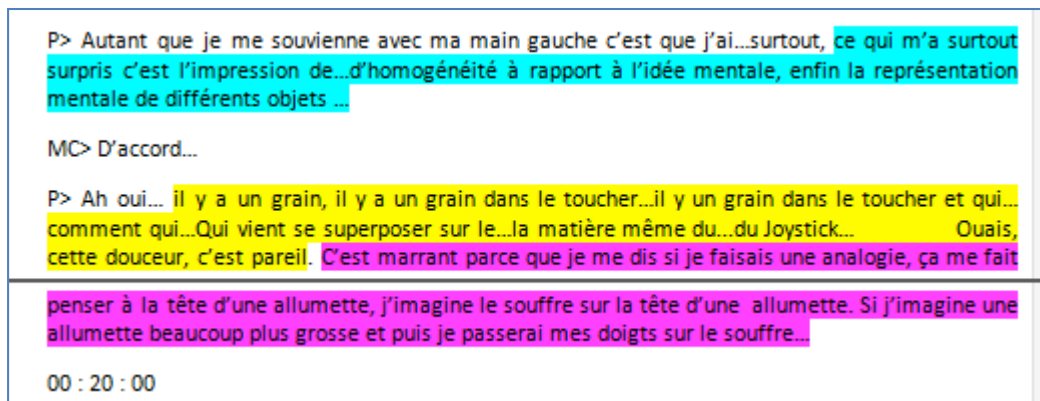 P> Autant que je me souvienne avec ma main gauche c’est que j’ai…surtout, ce qui m’a surtout
surpris c’est l’impression de…d’homogénéité à rapport à l’idée mentale, enfin la représentation
mentale de différents objets …
MC> D’accord…
P> Ah oui… il y a un grain, il y a un grain dans le toucher…il y un grain dans le toucher et qui…
comment qui…Qui vient se superposer sur le…la matière même du…du Joystick… Ouais,
cette douceur, c’est pareil. C’est marrant parce que je me dis si je faisais une analogie, ça me fait
penser à la tête d’une allumette, j’imagine le souffre sur la tête d’une allumette. Si j’imagine une
allumette beaucoup plus grosse et puis je passerai mes doigts sur le souffre…
00 : 20 : 00